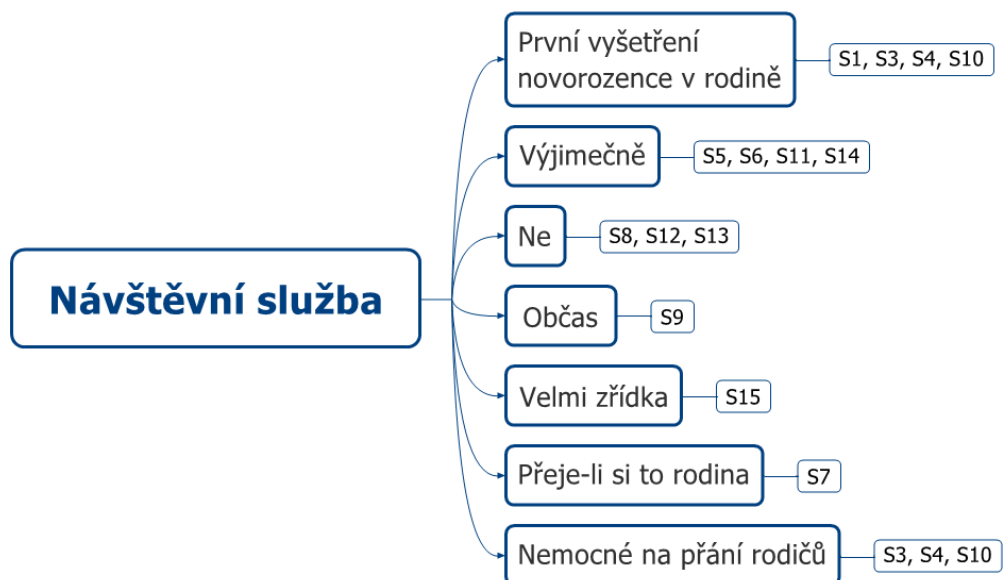 První vyšetření
novorozence v rodině
S1, S3, S4, S10
Výjimečně
S5, S6, S11, S14
Ne
S8, S12, S13
Návštěvní služba
Občas
S9
Velmi zřídka
S15
Přeje-li si to rodina
S7
Nemocné na přání rodičů
S3, S4, S10